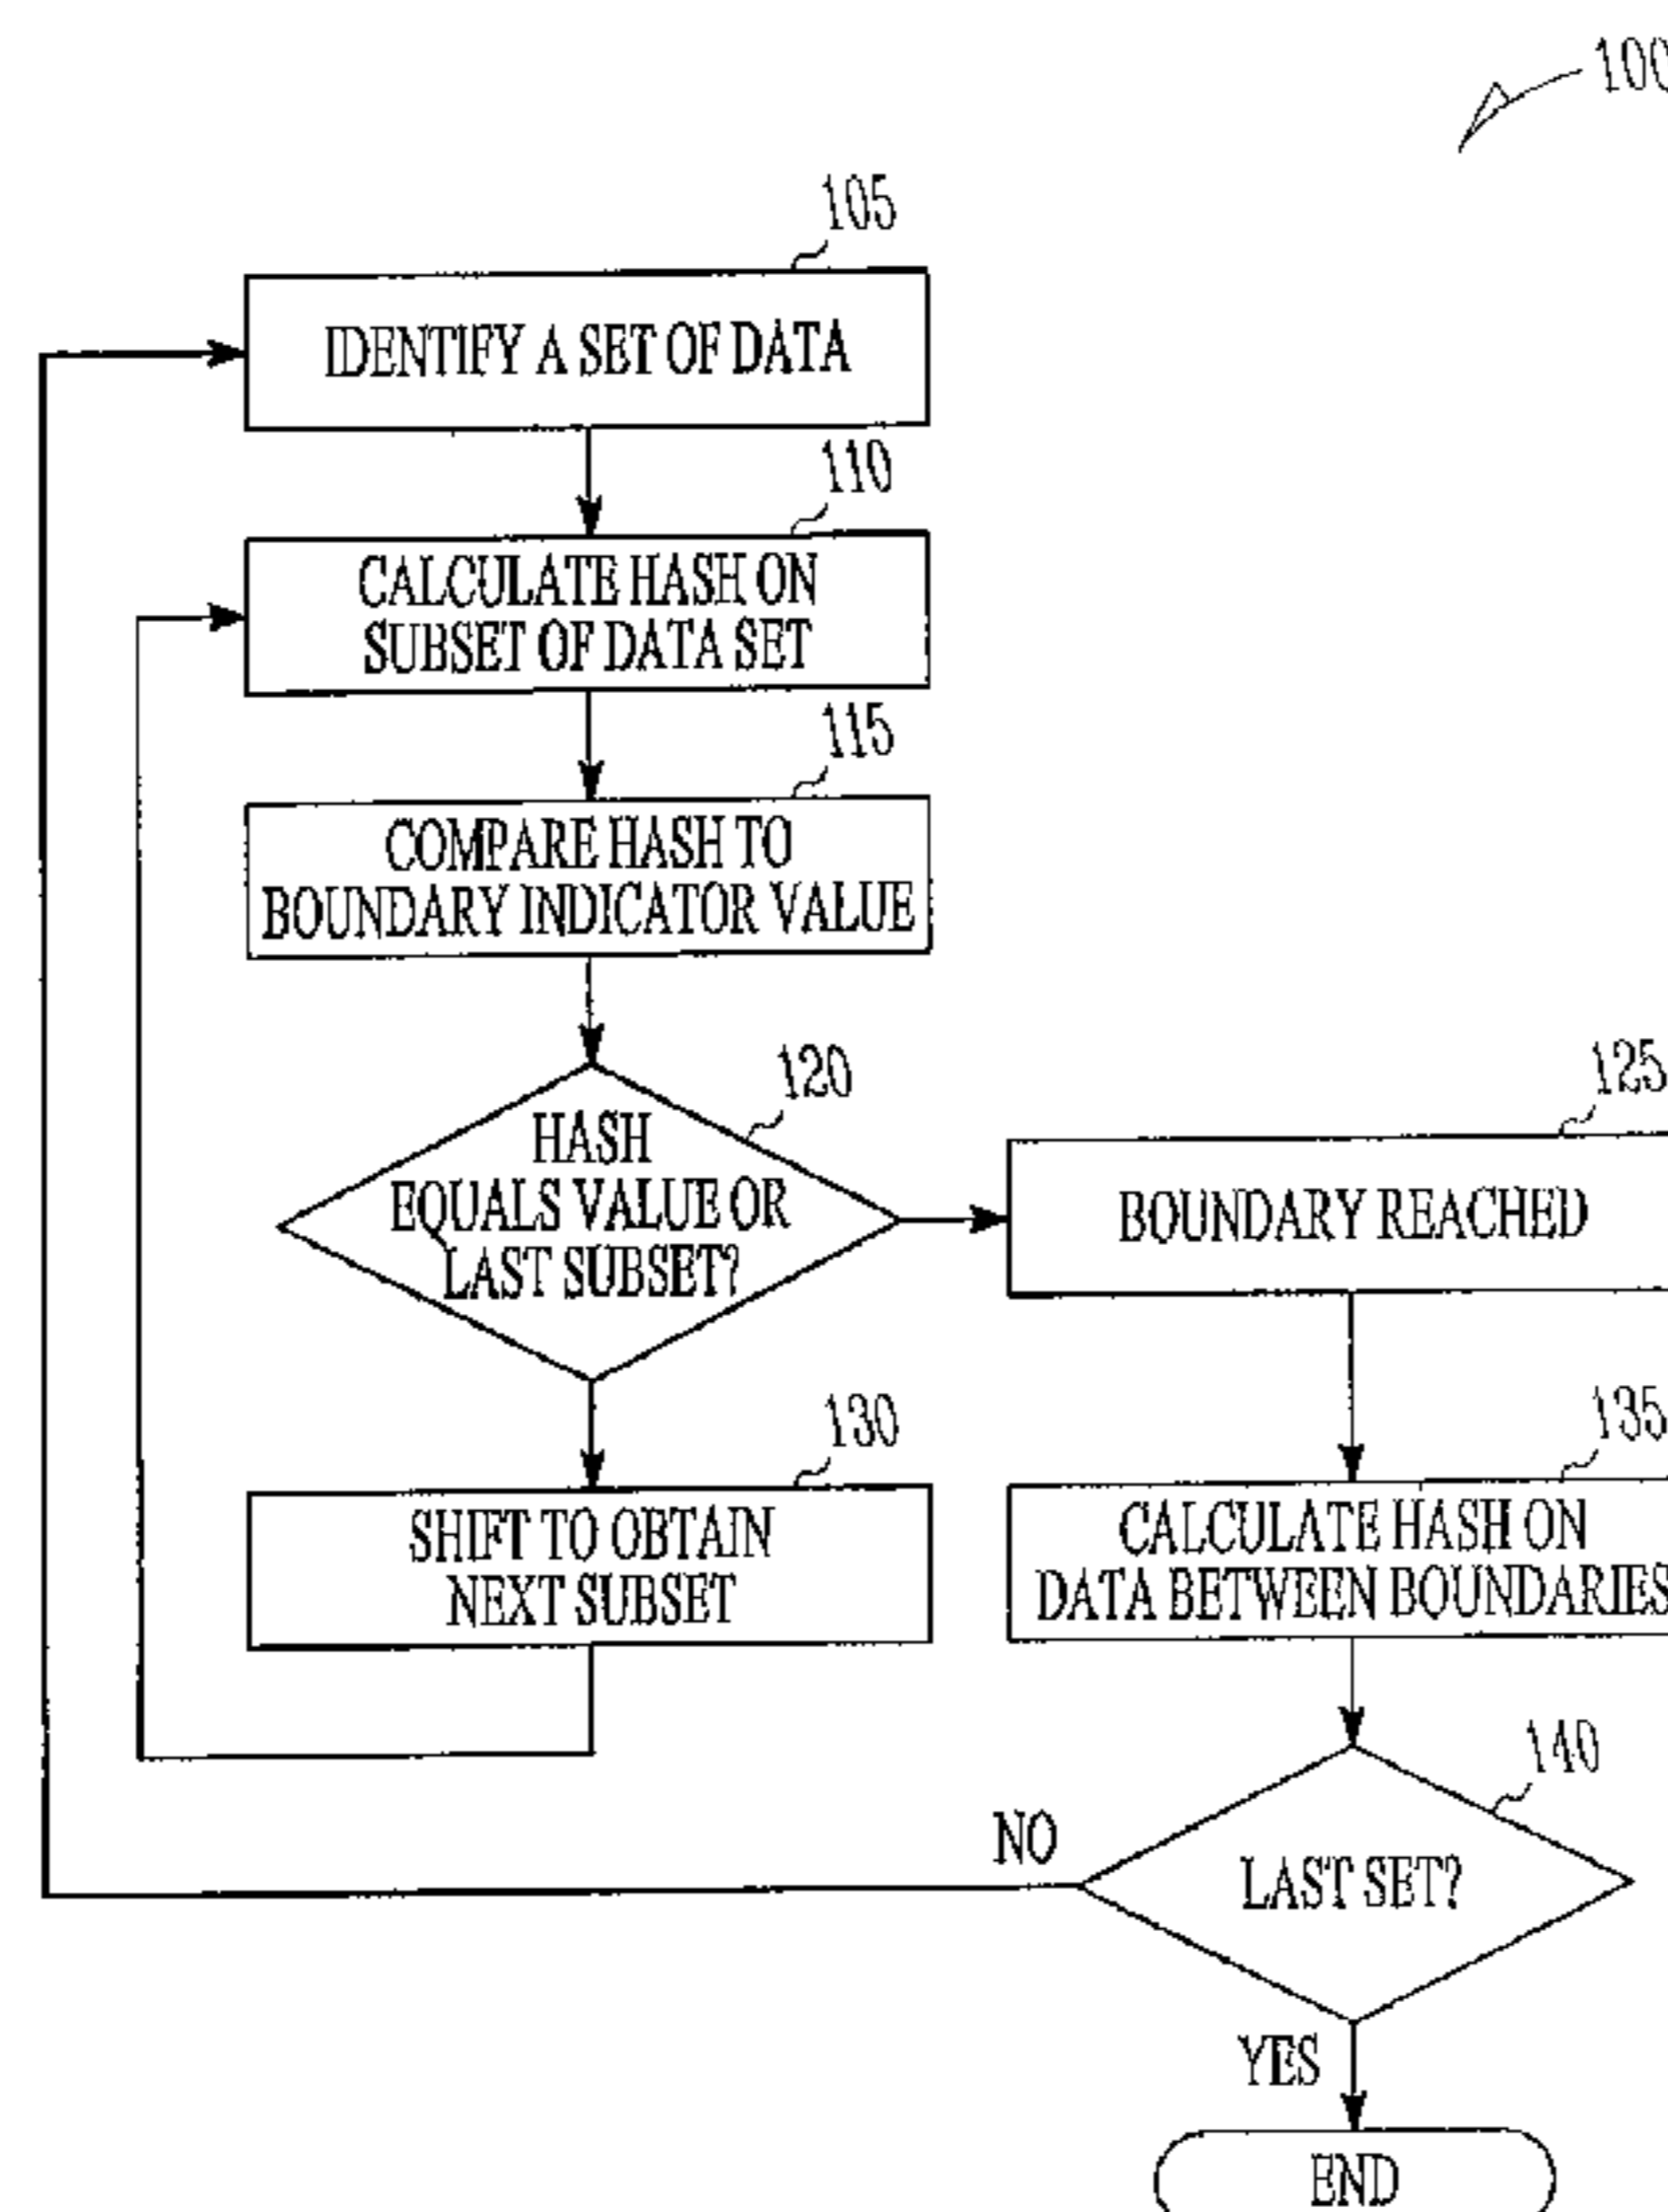 100
105
IDENTIFY A SET OF DATA
110
CALCULATE HASH ON
SUBSET OF DATA SET
115
COMPARE HASH TO
BOUNDARY INDICATOR VALUE
120
HASH
EQUALS VALUE OR
LAST SUBSET?
125
BOUNDARY REACHED
130
SHIFT TO OBTAIN
NEXT SUBSET
135
CALCULATE HASH ON
DATA BETWEEN BOUNDARIES
140
NO
LAST SET?
YES
END